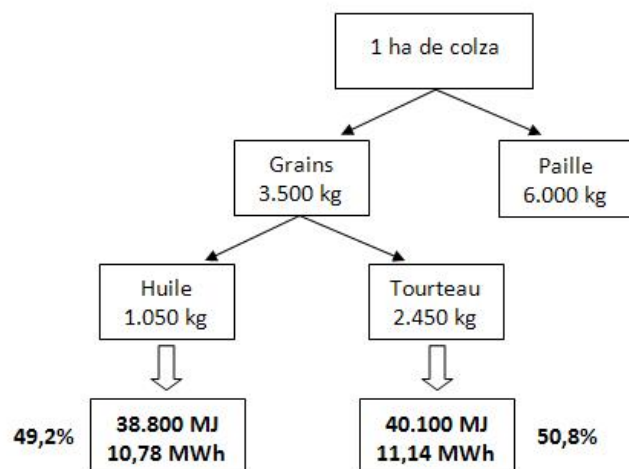 1 ha de colza
Grains
3.500 kg
Paille
6.000 kg
Huile
1.050 kg
Tourteau
2.450 kg
49,2%
38.800 MJ
10,78 MWh
40.100 MJ
11,14 MWh
50,8%